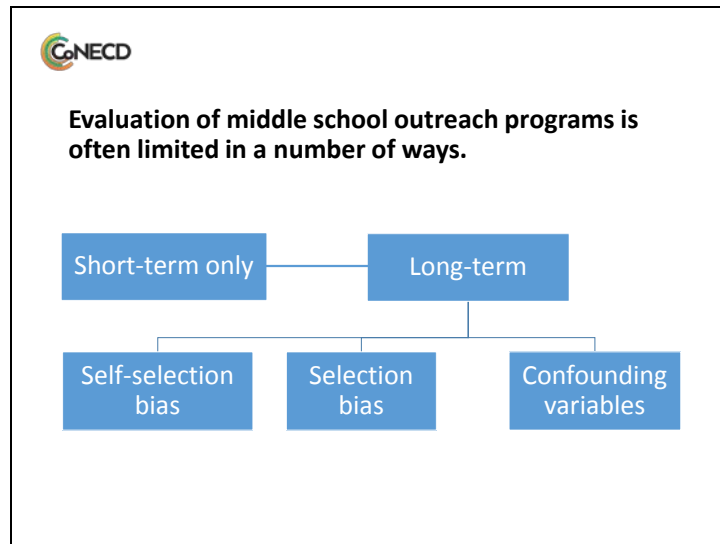 CoNECD
Evaluation of middle school outreach programs is
often limited in a number of ways.
Short-term only
Long-term
Self-selection
bias
Selection
bias
Confounding
variables